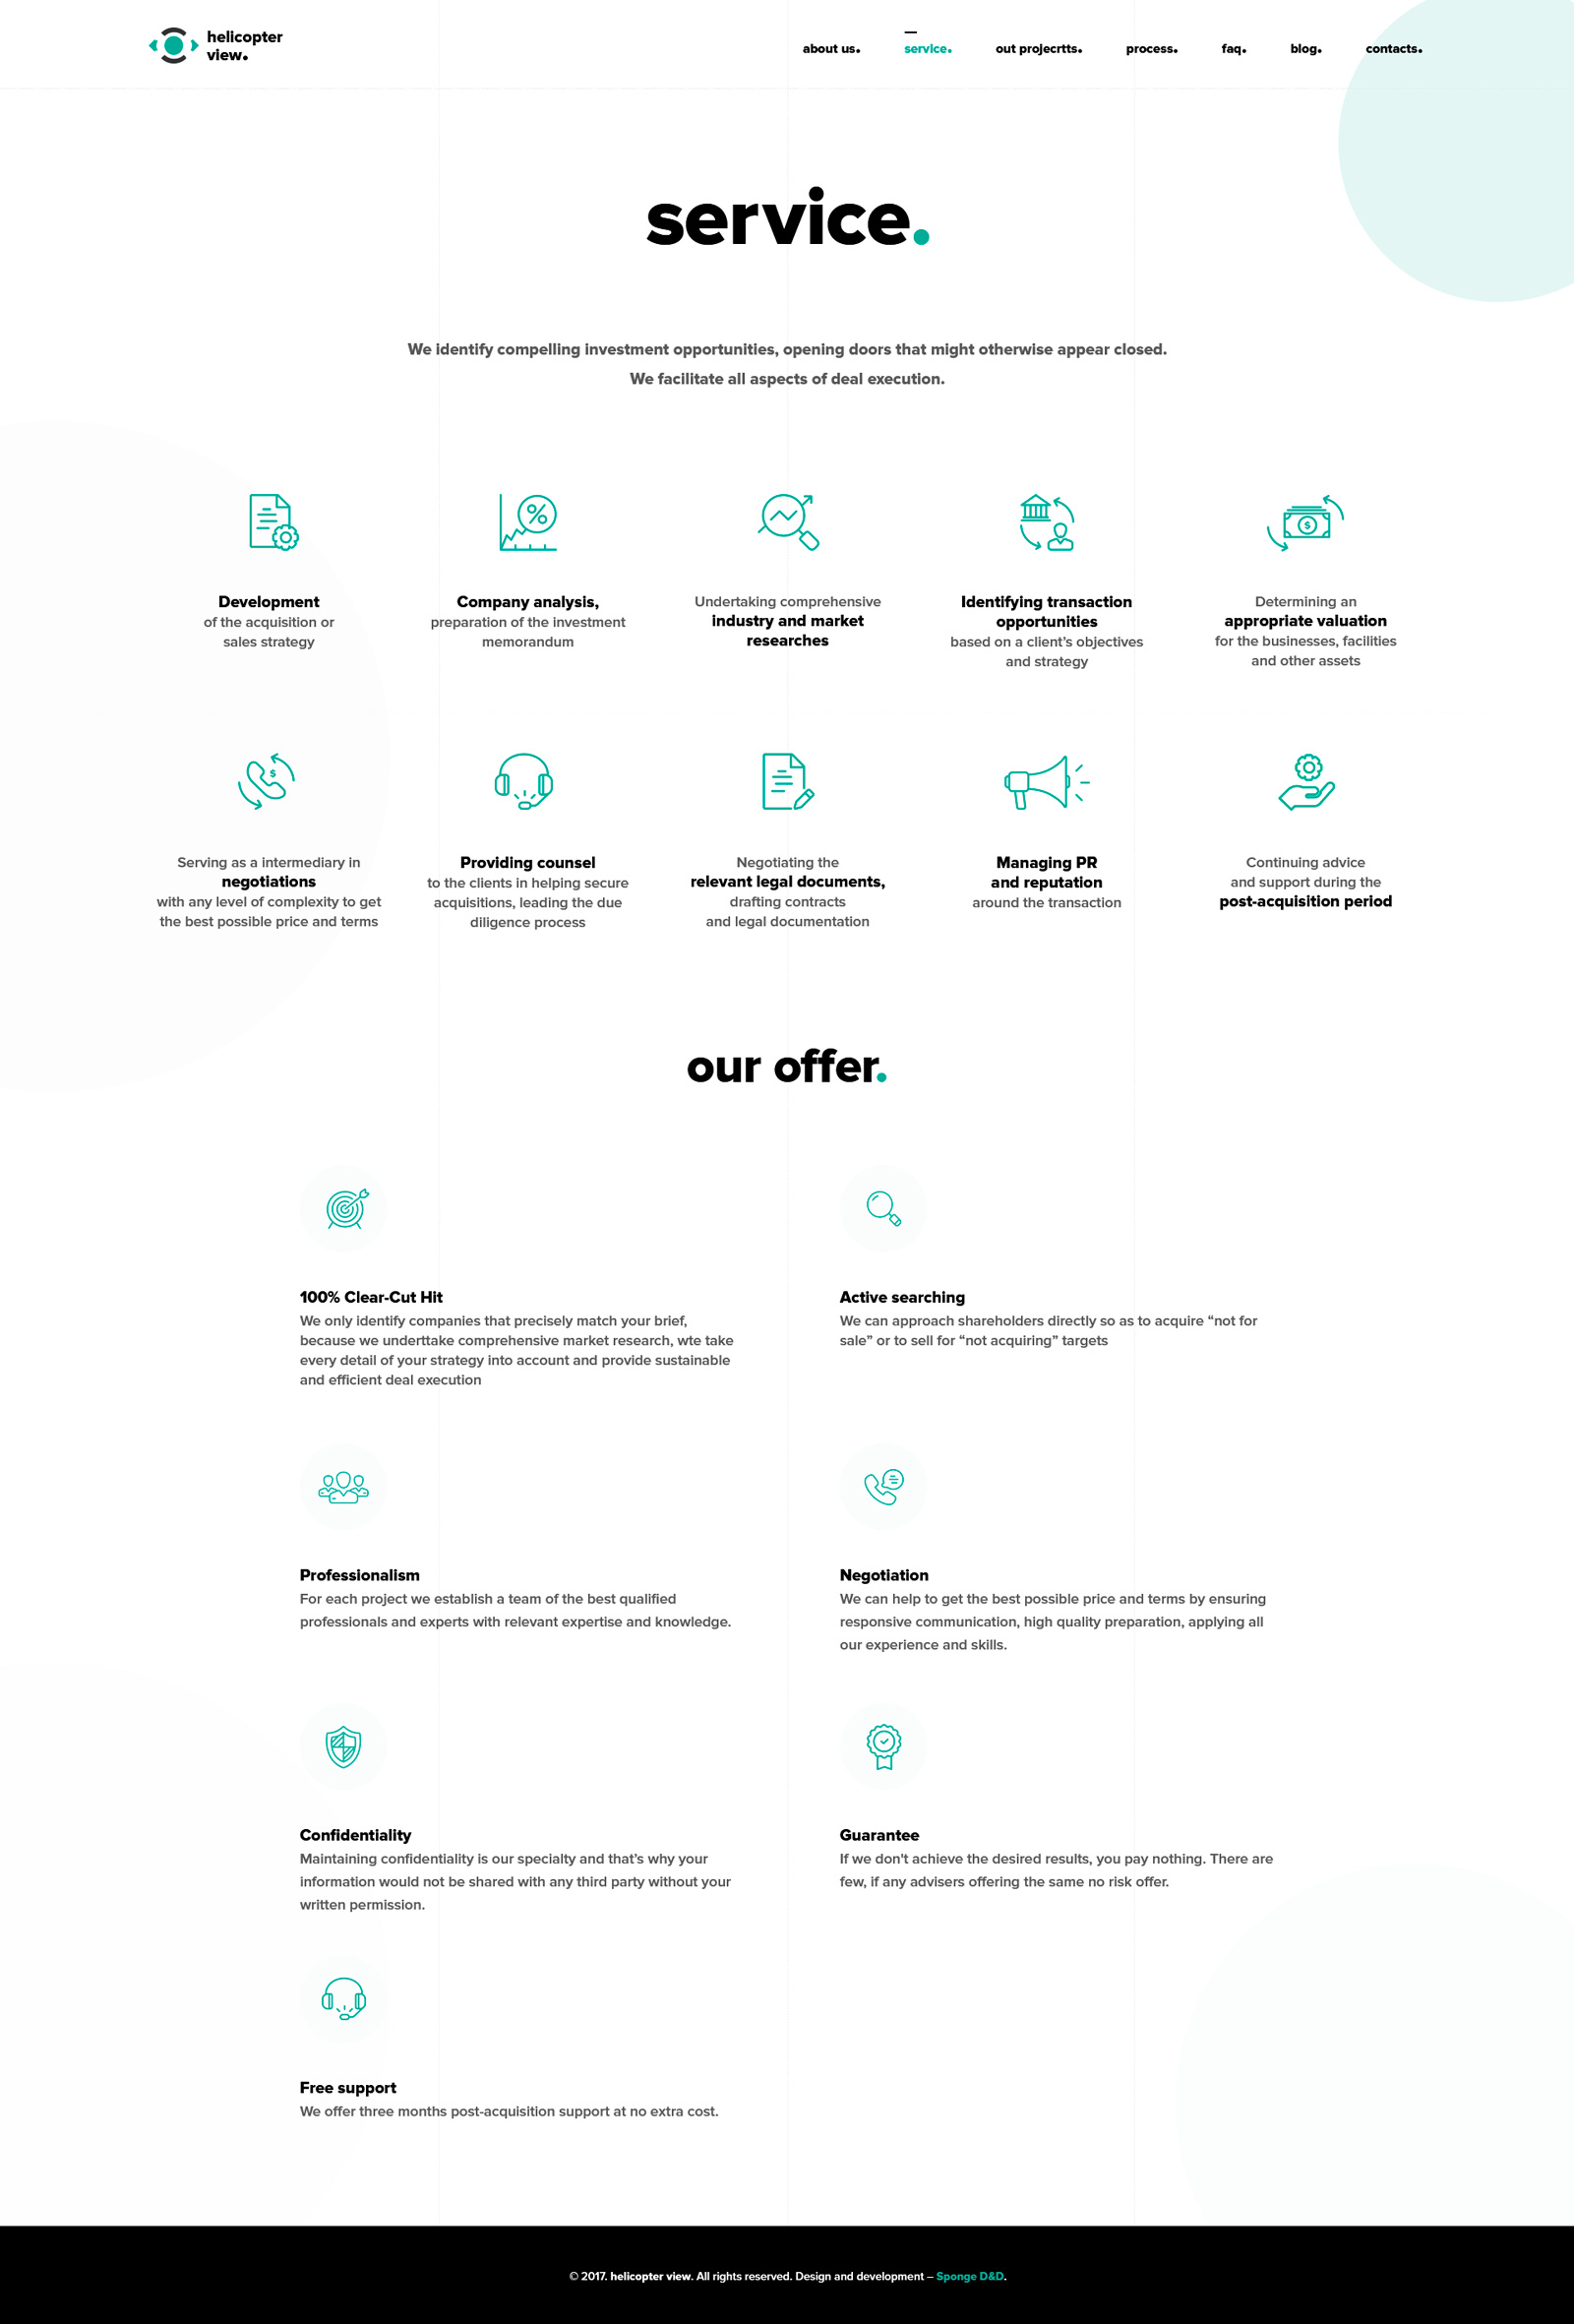 helicopter
view.
about us. service. out projecrtts. process. faq. blog. contacts.
service.
We identify compelling investment opportunities, opening doors that might otherwise appear closed.
We facilitate all aspects of deal execution.
Development
of the acquisition or
sales strategy
Company analysis,
preparation of the investment
memorandum
Undertaking comprehensive
industry and market
researches
Identifying transaction
opportunities
based on a client’s objectives
and strategy
Determining an
appropriate valuation
for the businesses, facilities
and other assets
Serving as a intermediary in
negotiations
with any level of complexity to get
the best possible price and terms
Providing counsel
to the clients in helping secure
acquisitions, leading the due
diligence process
Negotiating the
relevant legal documents,
drafting contracts
and legal documentation
Managing PR
and reputation
around the transaction
Continuing advice
and support during the
post-acquisition period
our offer.
100% Clear-Cut Hit
We only identify companies that precisely match your brief,
because we underttake comprehensive market research, wte take
every detail of your strategy into account and provide sustainable
and efficient deal execution
Active searching
We can approach shareholders directly so as to acquire “not for
sale” or to sell for “not acquiring” targets
Professionalism
For each project we establish a team of the best qualified
professionals and experts with relevant expertise and knowledge.
Negotiation
We can help to get the best possible price and terms by ensuring
responsive communication, high quality preparation, applying all
our experience and skills.
Confidentiality
Maintaining confidentiality is our specialty and that’s why your
information would not be shared with any third party without your
written permission.
Guarantee
If we don't achieve the desired results, you pay nothing. There are
few, if any advisers offering the same no risk offer.
Free support
We offer three months post-acquisition support at no extra cost.
© 2017. helicopter view. All rights reserved. Design and development – Sponge D&D.